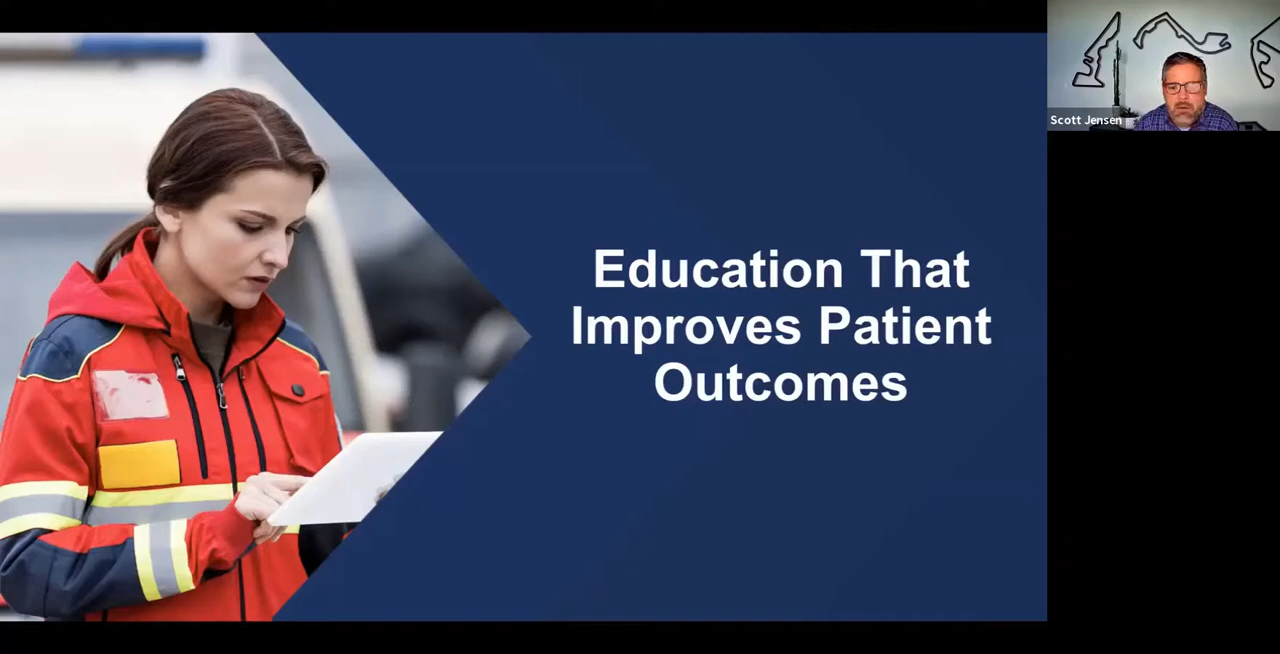 Scott Jensen
Education That
Improves Patient
Outcomes